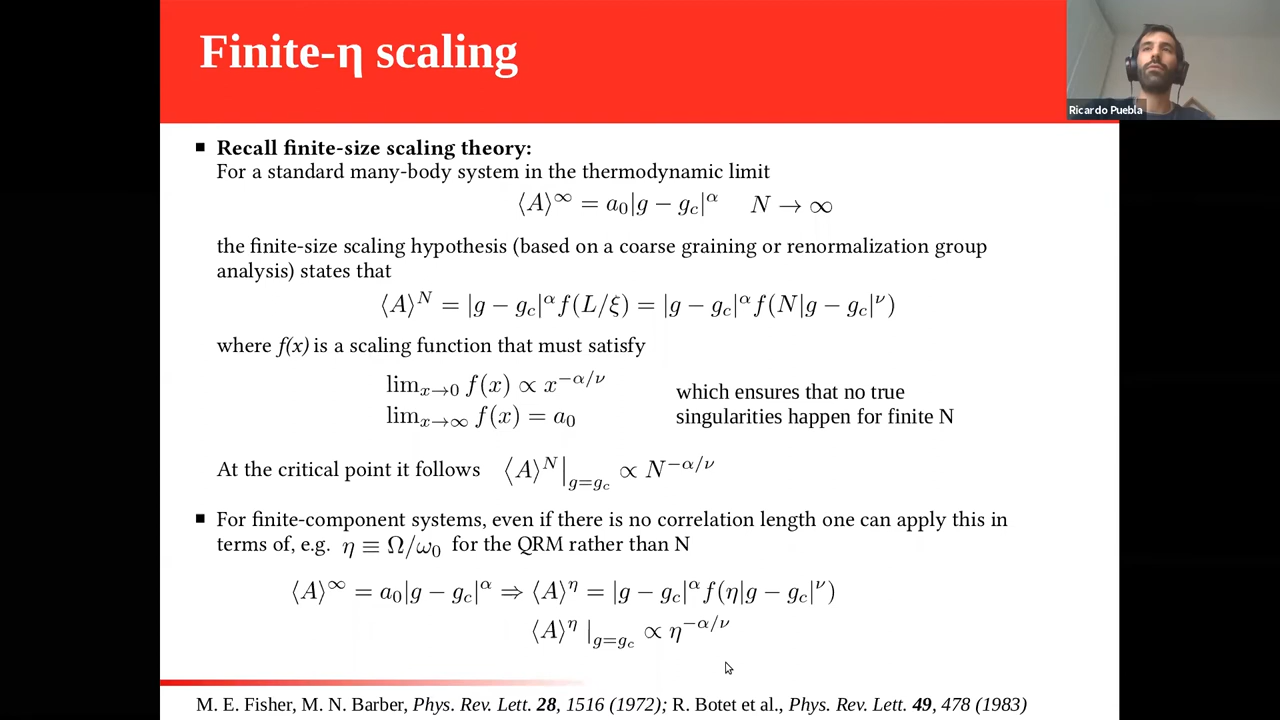 Finite-η scaling
Ricardo Puebla
▪ Recall finite-size scaling theory:
For a standard many-body system in the thermodynamic limit
⟨A⟩^∞ = a₀|g − g_c|^α    N → ∞
the finite-size scaling hypothesis (based on a coarse graining or renormalization group
analysis) states that
⟨A⟩^N = |g − g_c|^α f(L/ξ) = |g − g_c|^α f(N|g − g_c|^ν)
where f(x) is a scaling function that must satisfy
lim_{x→0} f(x) ∝ x^{−α/ν}
lim_{x→∞} f(x) = a₀
which ensures that no true
singularities happen for finite N
At the critical point it follows ⟨A⟩^N|_{g=g_c} ∝ N^{−α/ν}
▪ For finite-component systems, even if there is no correlation length one can apply this in
terms of, e.g. η ≡ Ω/ω₀ for the QRM rather than N
⟨A⟩^∞ = a₀|g − g_c|^α ⇒ ⟨A⟩^η = |g − g_c|^α f(η|g − g_c|^ν)
⟨A⟩^η |_{g=g_c} ∝ η^{−α/ν}
M. E. Fisher, M. N. Barber, Phys. Rev. Lett. 28, 1516 (1972); R. Botet et al., Phys. Rev. Lett. 49, 478 (1983)